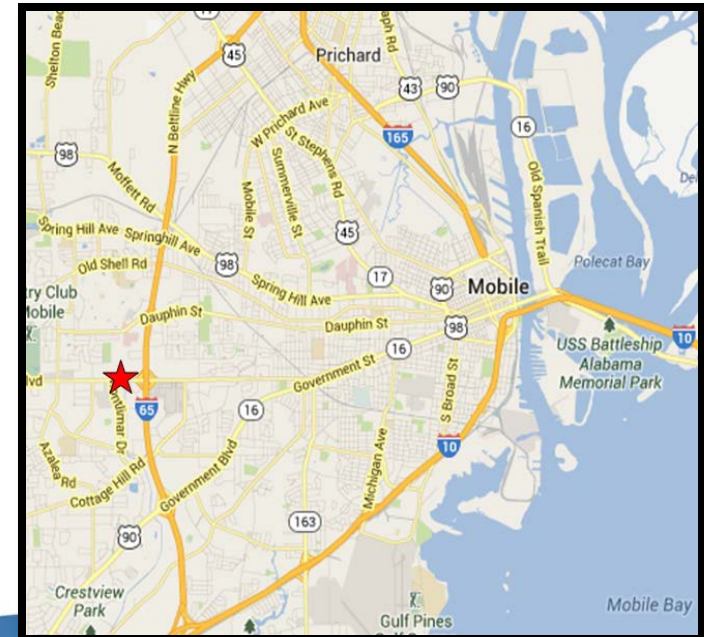 Shelton Beac
45
Prichard
43
90
N Beltline Hwy
W Prichard Ave
165
16
98
Moffett Rd
St Stephens Rd
Summerville St
Mobile St
Old Spanish Trail
Spring Hill Ave
Springhill Ave
45
Old Shell Rd
98
17
Polecat Bay
Spring Hill Ave
90
Mobile
ry Club
Mobile
Dauphin St
Dauphin St
98
16
10
USS Battleship
Alabama
Memorial Park
lvd
Government St
65
16
S Broad St
Azalea Rd
10
Cottage Hill Rd
Government Blvd
Michigan Ave
90
163
Crestview
Park
Mobile Bay
Gulf Pines